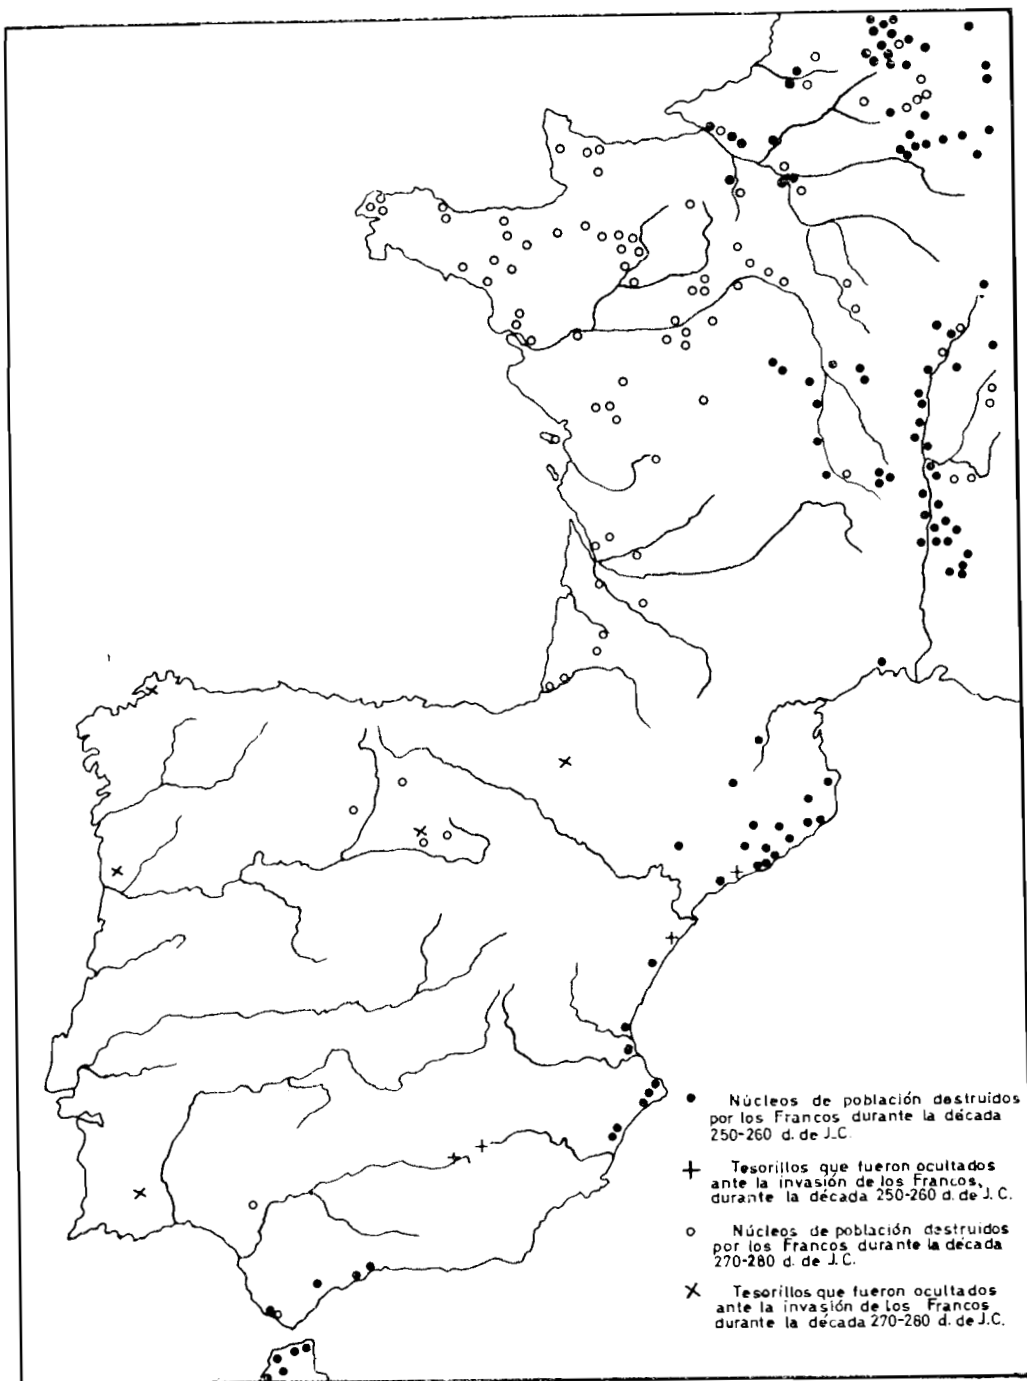 Núcleos de población destruidos
por los Francos durante la década
250-260 d. de J.C.
Tesorillos que fueron ocultados
ante la invasión de los Francos,
durante la década 250-260 d. de J.C.
Núcleos de población destruidos
por los Francos durante la década
270-280 d. de J.C.
Tesorillos que fueron ocultados
ante la invasión de los Francos
durante la década 270-280 d. de J.C.